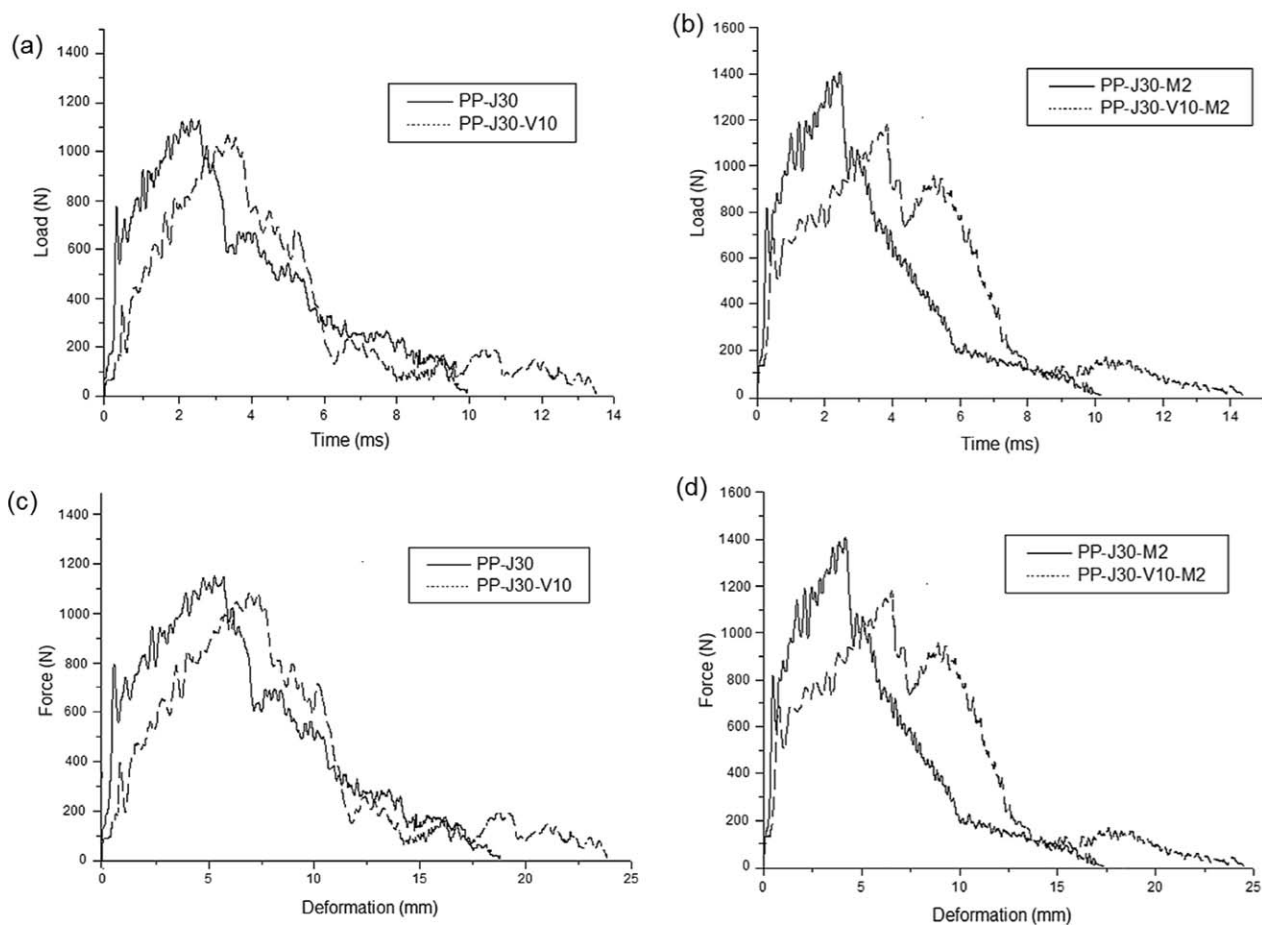 (a)
1400
1200
1000
800
600
400
200
0
Load (N)
PP-J30
PP-J30-V10
0 2 4 6 8 10 12 14
Time (ms)
(b)
1600
1400
1200
1000
800
600
400
200
0
Load (N)
PP-J30-M2
PP-J30-V10-M2
0 2 4 6 8 10 12 14
Time (ms)
(c)
1400
1200
1000
800
600
400
200
0
Force (N)
PP-J30
PP-J30-V10
0 5 10 15 20 25
Deformation (mm)
(d)
1600
1400
1200
1000
800
600
400
200
0
Force (N)
PP-J30-M2
PP-J30-V10-M2
0 5 10 15 20 25
Deformation (mm)